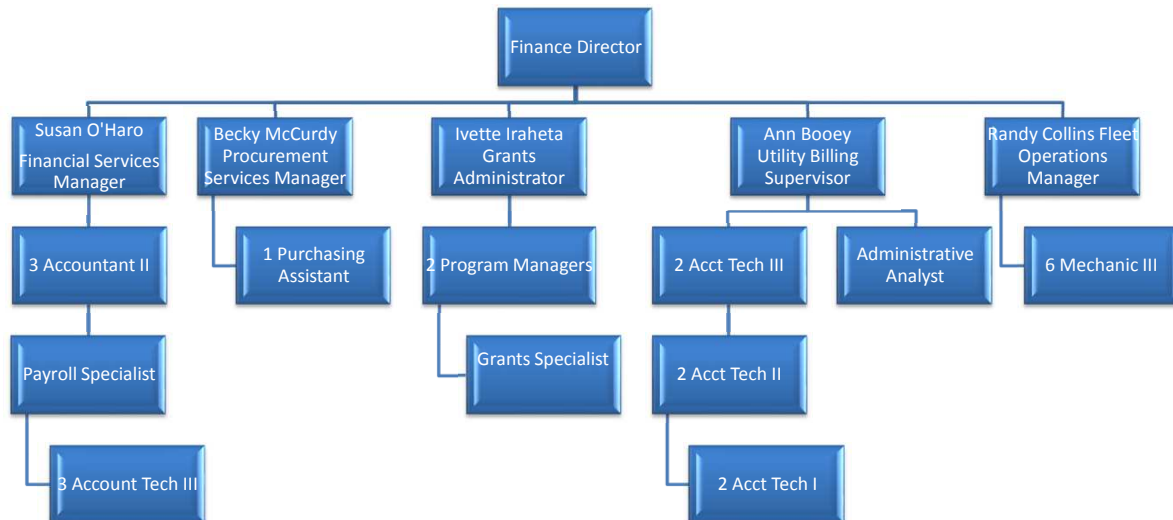 Finance Director
Susan O'Haro
Financial Services
Manager
Becky McCurdy
Procurement
Services Manager
Ivette Iraheta
Grants
Administrator
Ann Booey
Utility Billing
Supervisor
Randy Collins Fleet
Operations
Manager
3 Accountant II
1 Purchasing
Assistant
2 Program Managers
2 Acct Tech III
Administrative
Analyst
6 Mechanic III
Payroll Specialist
Grants Specialist
2 Acct Tech II
3 Account Tech III
2 Acct Tech I